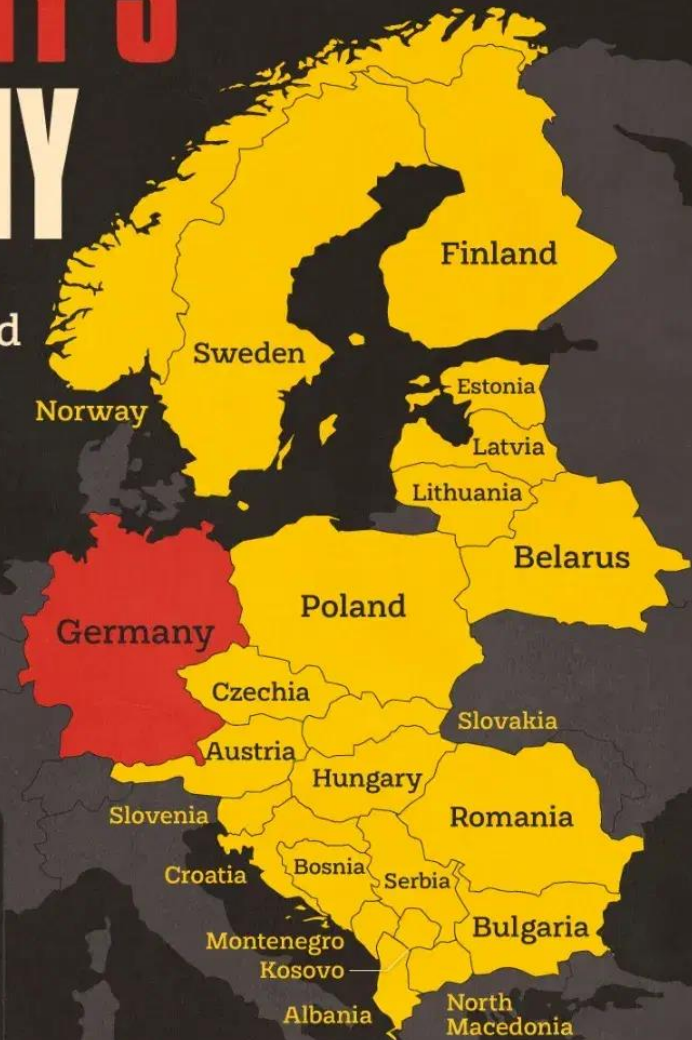 Finland
Sweden
Estonia
Norway
Latvia
Lithuania
Belarus
Poland
Germany
Czechia
Slovakia
Austria
Hungary
Slovenia
Romania
Bosnia
Croatia
Serbia
Bulgaria
Montenegro
Kosovo
Albania
North
Macedonia